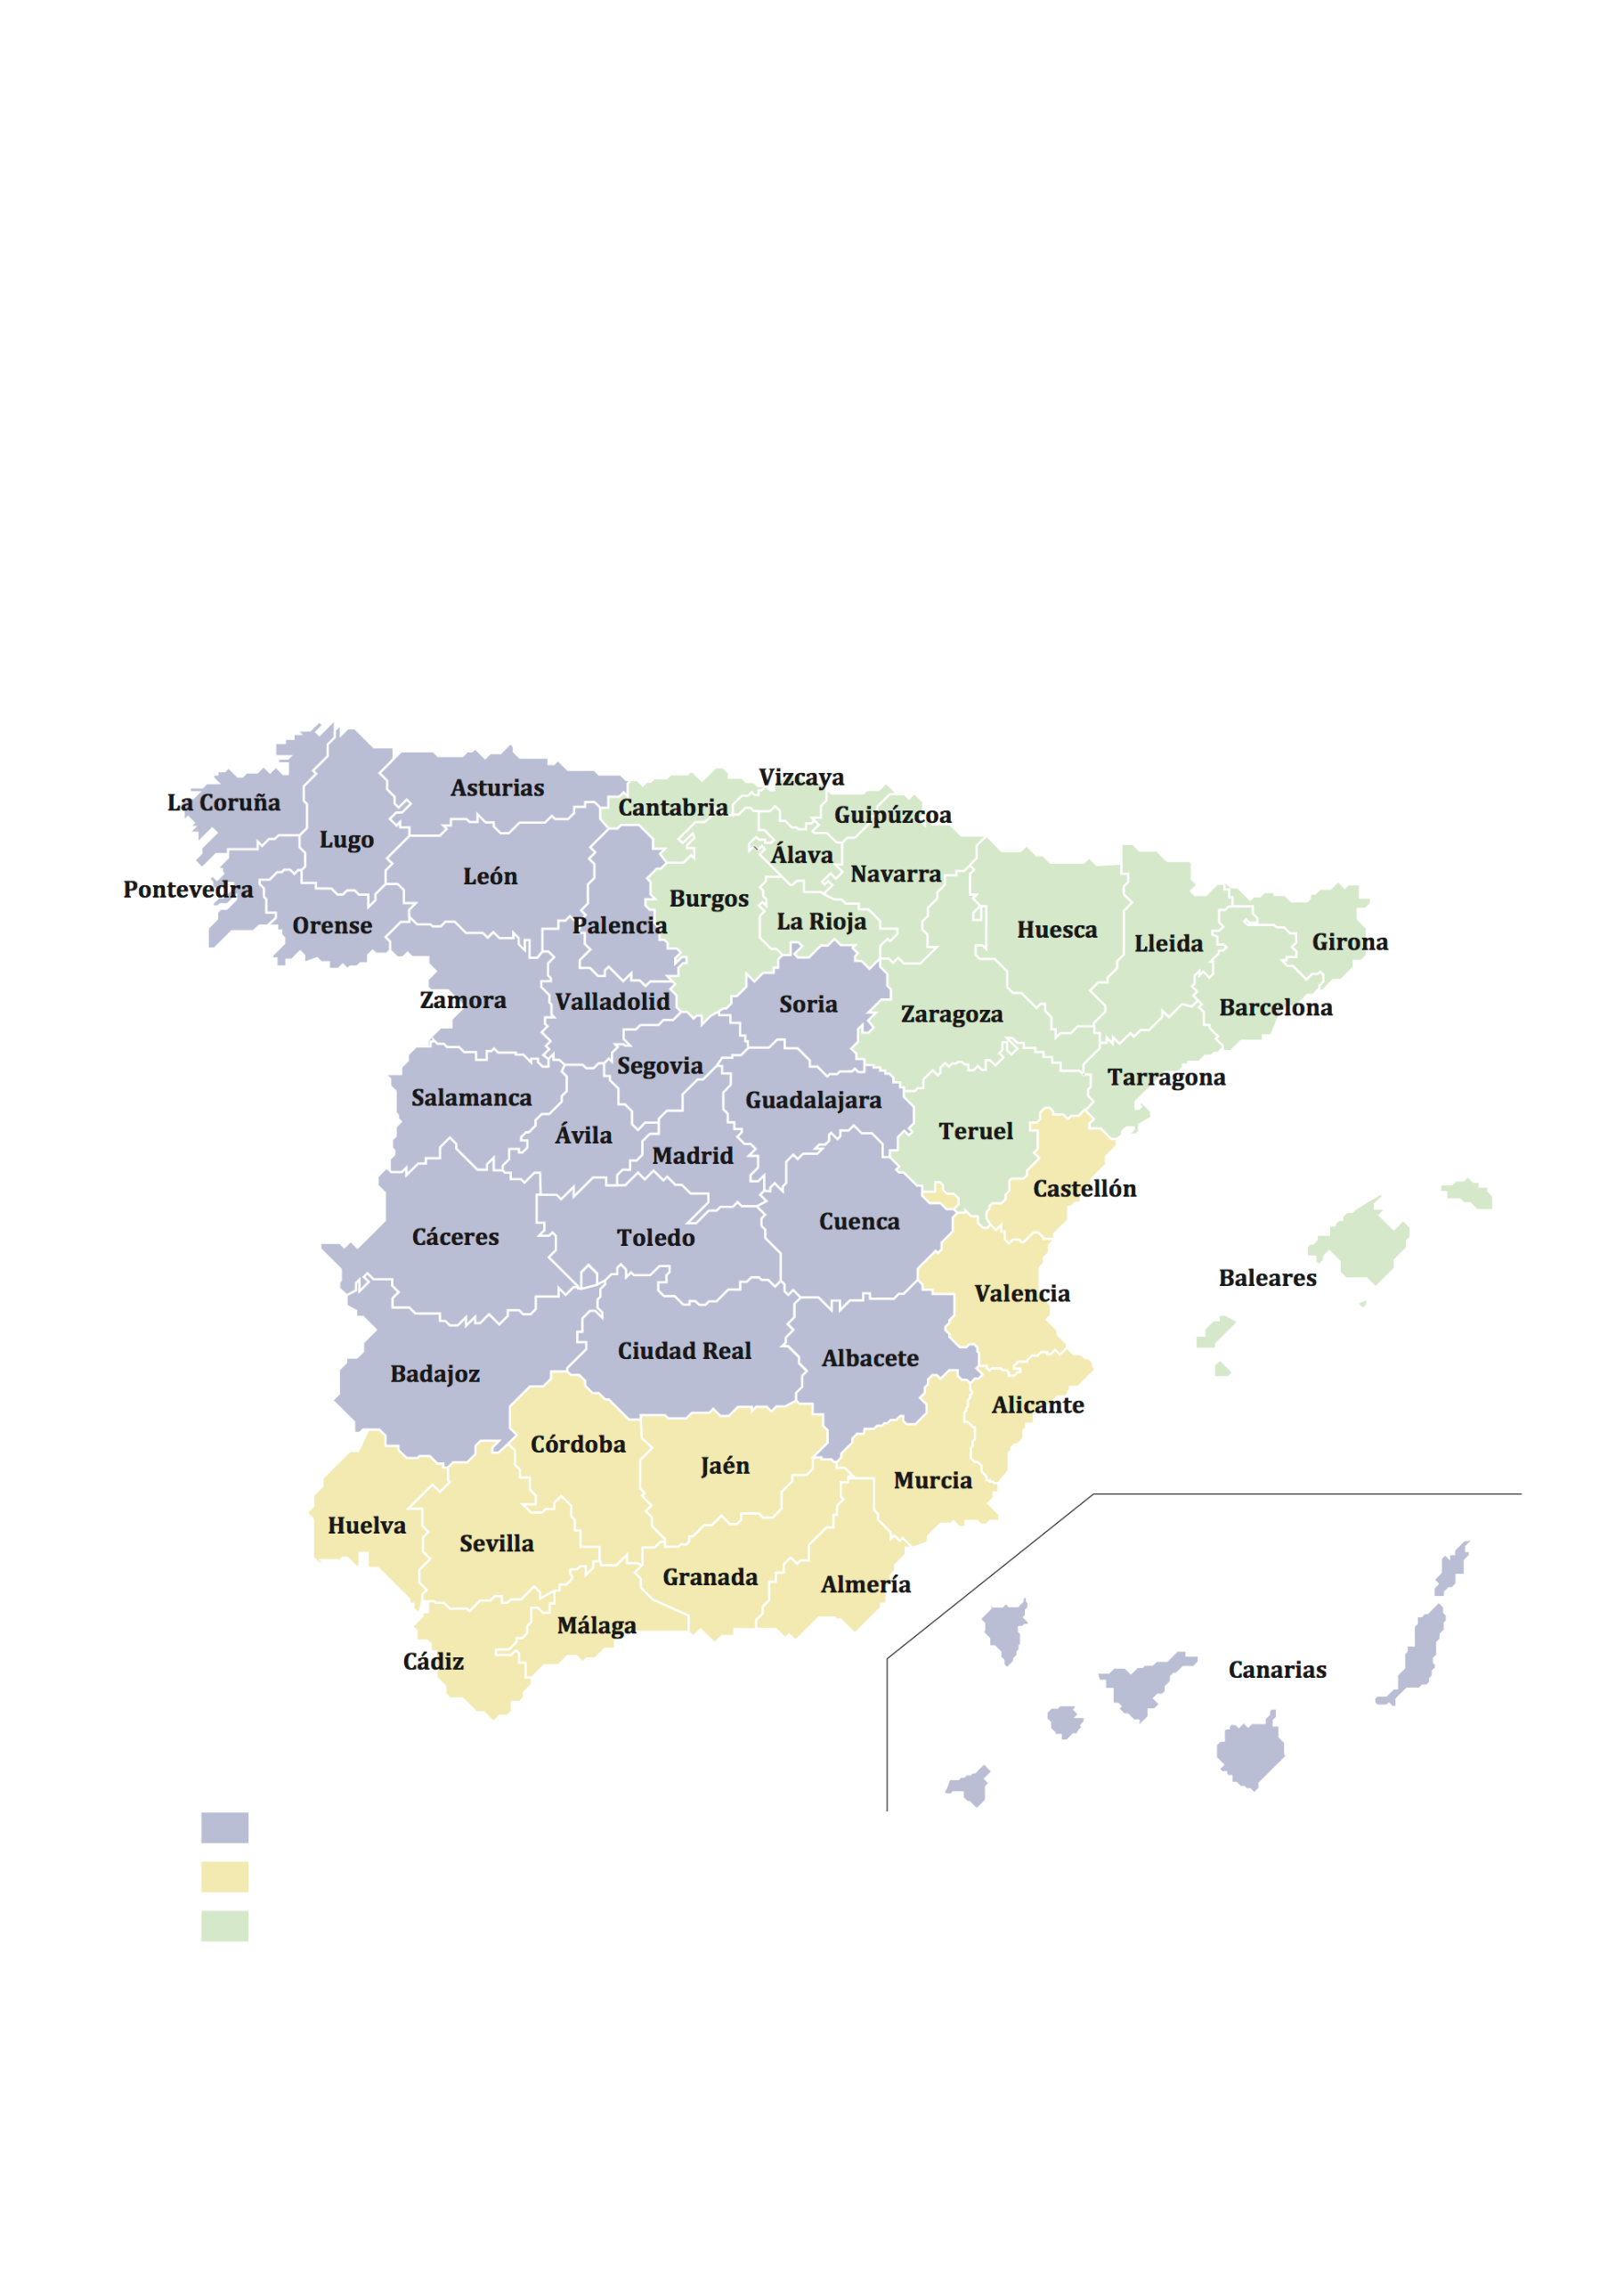 Vizcaya
Asturias
La Coruña
Cantabria
Guipúzcoa
Lugo
Álava
León
Navarra
Pontevedra
Burgos
Orense
Palencia
La Rioja
Huesca
Lleida
Girona
Zamora
Valladolid
Soria
Zaragoza
Barcelona
Segovia
Salamanca
Guadalajara
Tarragona
Ávila
Madrid
Teruel
Castellón
Cáceres
Toledo
Cuenca
Baleares
Valencia
Badajoz
Ciudad Real
Albacete
Alicante
Córdoba
Jaén
Murcia
Huelva
Sevilla
Granada
Almería
Málaga
Cádiz
Canarias